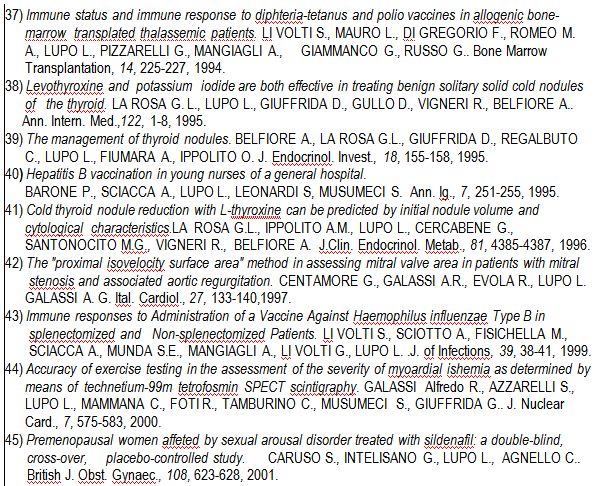 37) Immune status and immune response to diphteria-tetanus and polio vaccines in allogenic bone-
marrow transplated thalassemic patients. LI VOLTI S., MAURO L., DI GREGORIO F., ROMEO M.
A., LUPO L., PIZZARELLI G., MANGIAGLI A., GIAMMANCO G., RUSSO G.. Bone Marrow
Transplantation, 14, 225-227, 1994.
38) Levothyroxine and potassium iodide are both effective in treating benign solitary solid cold nodules
of the thyroid. LA ROSA G. L., LUPO L., GIUFFRIDA D., GULLO D., VIGNERI R., BELFIORE A..
Ann. Intern. Med.,122, 1-8, 1995.
39) The management of thyroid nodules. BELFIORE A., LA ROSA G.L., GIUFFRIDA D., REGALBUTO
C., LUPO L., FIUMARA A., IPPOLITO O. J. Endocrinol. Invest., 18, 155-158, 1995.
40) Hepatitis B vaccination in young nurses of a general hospital.
BARONE P., SCIACCA A., LUPO L., LEONARDI S, MUSUMECI S. Ann. Ig., 7, 251-255, 1995.
41) Cold thyroid nodule reduction with L-thyroxine can be predicted by initial nodule volume and
cytological characteristics.LA ROSA G.L., IPPOLITO A.M., LUPO L., CERCABENE G.,
SANTONOCITO M.G., VIGNERI R., BELFIORE A. J.Clin. Endocrinol. Metab., 81, 4385-4387, 1996.
42) The "proximal isovelocity surface area" method in assessing mitral valve area in patients with mitral
stenosis and associated aortic regurgitation. CENTAMORE G., GALASSI A.R., EVOLA R., LUPO L.
GALASSI A. G. Ital. Cardiol., 27, 133-140,1997.
43) Immune responses to Administration of a Vaccine Against Haemophilus influenzae Type B in
splenectomized and Non-splenectomized Patients. LI VOLTI S., SCIOTTO A., FISICHELLA M.,
SCIACCA A., MUNDA S.E., MANGIAGLI A., LI VOLTI G., LUPO L. J. of Infections, 39, 38-41, 1999.
44) Accuracy of exercise testing in the assessment of the severity of myoardial ishemia as determined by
means of technetium-99m tetrofosmin SPECT scintigraphy. GALASSI Alfredo R., AZZARELLI S.,
LUPO L., MAMMANA C., FOTI R., TAMBURINO C., MUSUMECI S., GIUFFRIDA G.. J. Nuclear
Card., 7, 575-583, 2000.
45) Premenopausal women affeted by sexual arousal disorder treated with sildenafil: a double-blind,
cross-over, placebo-controlled study. CARUSO S., INTELISANO G., LUPO L., AGNELLO C..
British J. Obst. Gynaec., 108, 623-628, 2001.